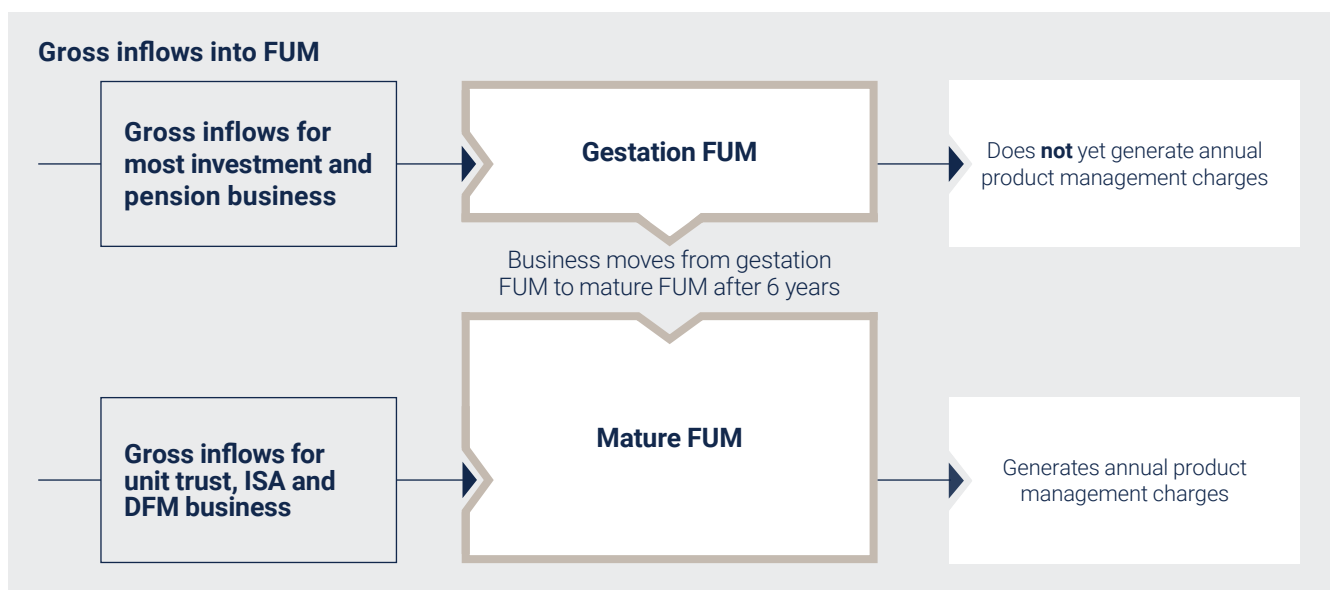 Gross inflows into FUM
Gross inflows for
most investment and
pension business
Gestation FUM
Does not yet generate annual
product management charges
Business moves from gestation
FUM to mature FUM after 6 years
Gross inflows for
unit trust, ISA and
DFM business
Mature FUM
Generates annual product
management charges